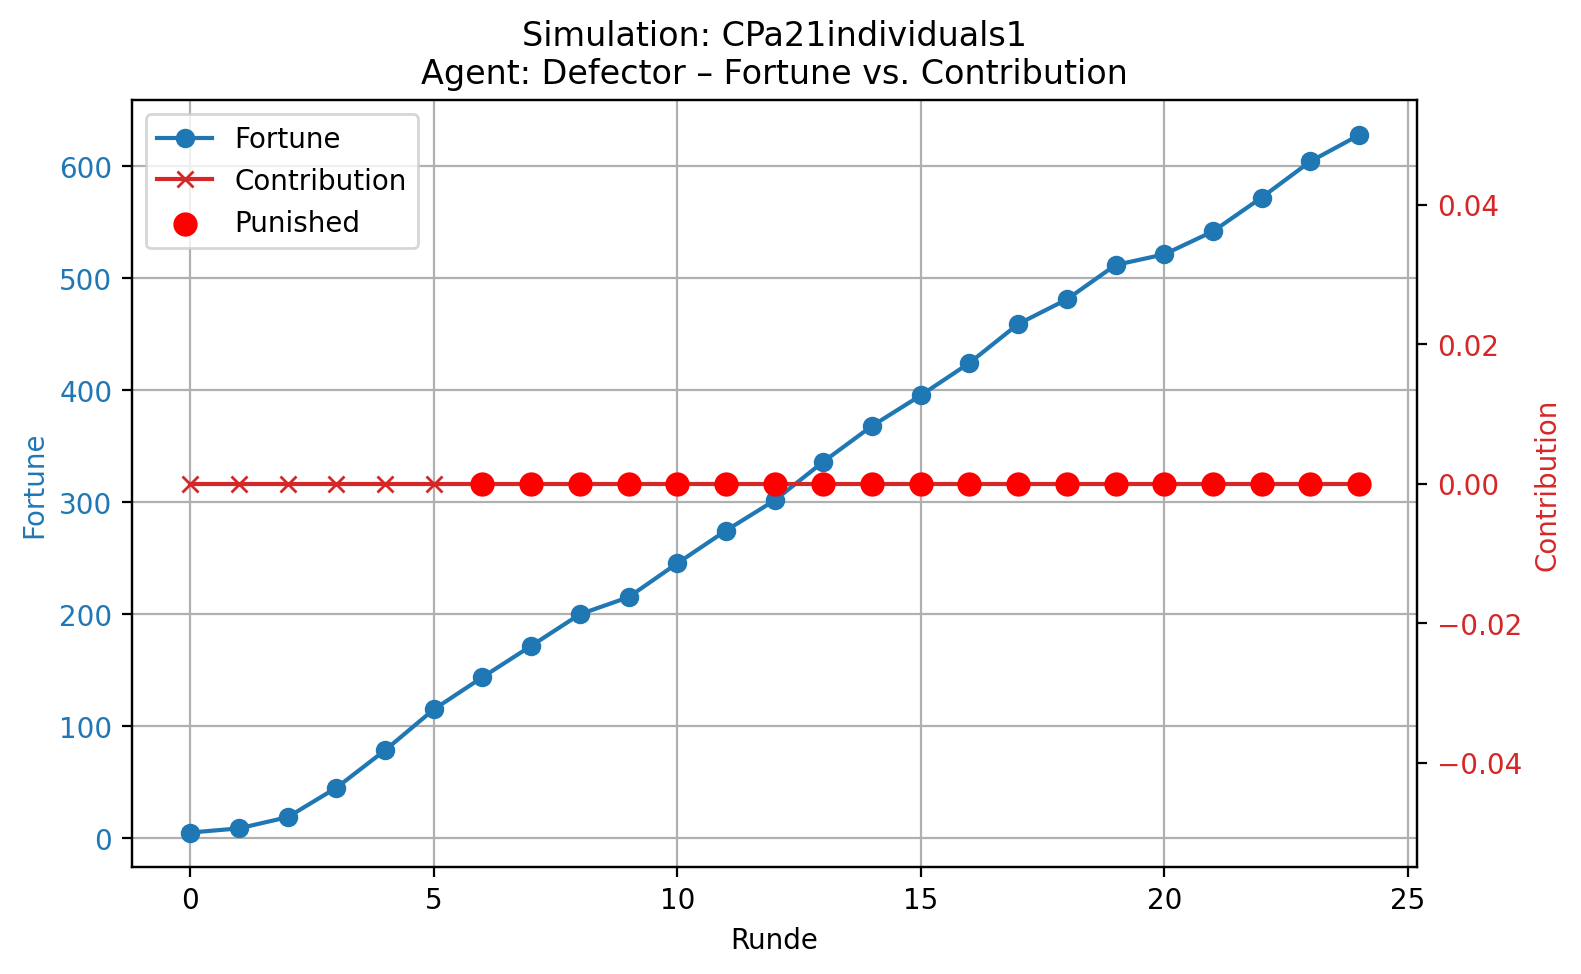 Simulation: CPa21individuals1
Agent: Defector – Fortune vs. Contribution
Fortune
Contribution
Punished
600
500
400
300
200
100
0
Fortune
0.04
0.02
0.00
−0.02
−0.04
Contribution
0 5 10 15 20 25
Runde